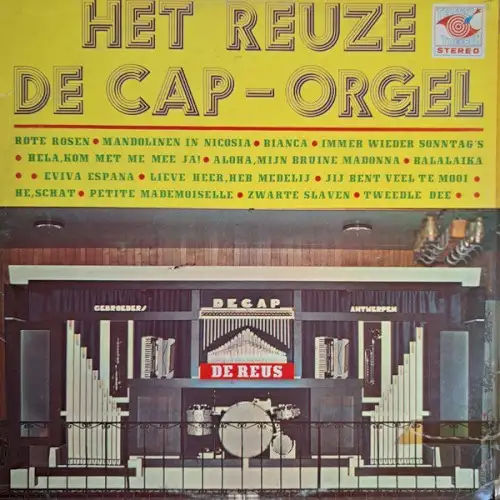 HET REUZE
DE CAP-ORGEL
STEREO
ROTE ROSEN • MANDOLINEN IN NICOSIA • BIANCA • IMMER WIEDER SONNTAG'S
• HELA, KOM MET ME MEE JA! • ALOHA, MIJN BRUINE MADONNA • BALALAIKA
• • EVIVA ESPANA • LIEVE HEER, HEB MEDELIJ • JIJ BENT VEEL TE MOOI •
HE, SCHAT • PETITE MADEMOISELLE • ZWARTE SLAVEN • TWEEDLE DEE • •
GEBROEDERS DECAP ANTWERPEN
DE REUS